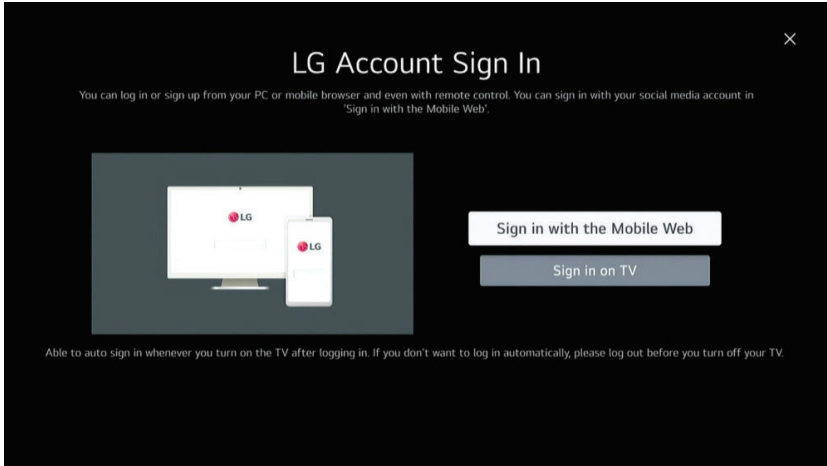 LG Account Sign In
You can log in or sign up from your PC or mobile browser and even with remote control. You can sign in with your social media account in
'Sign in with the Mobile Web'.
LG
LG
Sign in with the Mobile Web
Sign in on TV
Able to auto sign in whenever you turn on the TV after logging in. If you don't want to log in automatically, please log out before you turn off your TV.